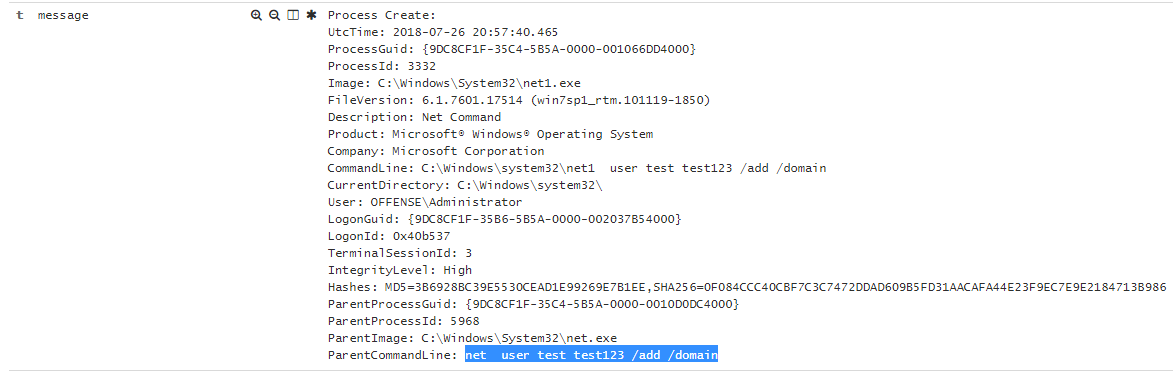 t message Process Create:
UtcTime: 2018-07-26 20:57:40.465
ProcessGuid: {9DC8CF1F-35C4-5B5A-0000-001066DD4000}
ProcessId: 3332
Image: C:\Windows\System32\net1.exe
FileVersion: 6.1.7601.17514 (win7sp1_rtm.101119-1850)
Description: Net Command
Product: Microsoft® Windows® Operating System
Company: Microsoft Corporation
CommandLine: C:\Windows\system32\net1  user test test123 /add /domain
CurrentDirectory: C:\Windows\system32\
User: OFFENSE\Administrator
LogonGuid: {9DC8CF1F-35B6-5B5A-0000-002037B54000}
LogonId: 0x40b537
TerminalSessionId: 3
IntegrityLevel: High
Hashes: MD5=3B6928BC39E5530CEAD1E99269E7B1EE,SHA256=0F084CCC40CBF7C3C7472DDAD609B5FD31AACAFA44E23F9EC7E9E2184713B986
ParentProcessGuid: {9DC8CF1F-35C4-5B5A-0000-0010D0DC4000}
ParentProcessId: 5968
ParentImage: C:\Windows\System32\net.exe
ParentCommandLine: net  user test test123 /add /domain